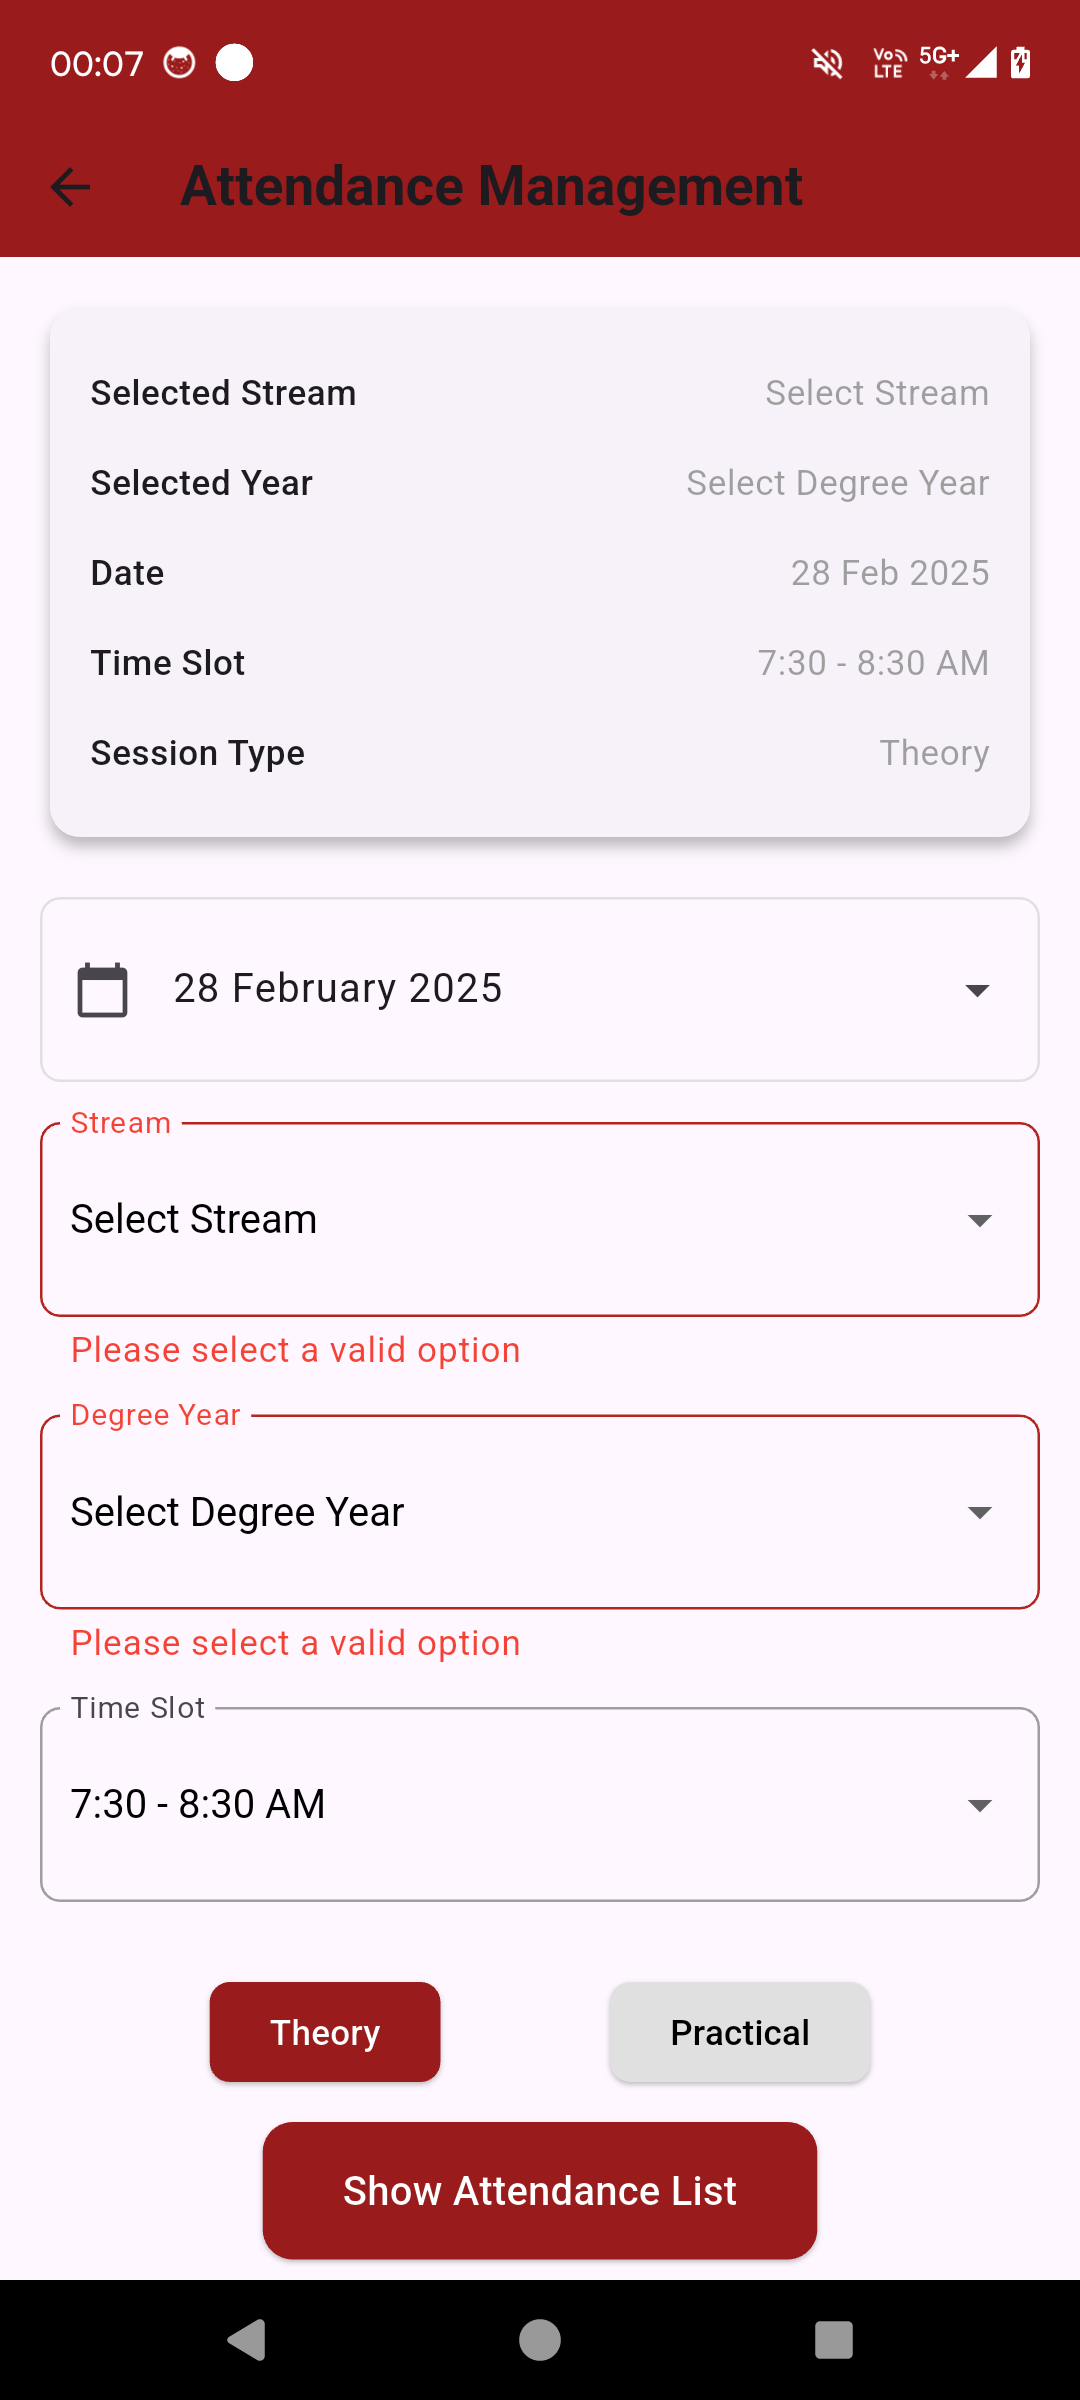 00:07
VoLTE 5G+ 71
Attendance Management
Selected Stream Select Stream
Selected Year Select Degree Year
Date 28 Feb 2025
Time Slot 7:30 - 8:30 AM
Session Type Theory
28 February 2025
Stream
Select Stream
Please select a valid option
Degree Year
Select Degree Year
Please select a valid option
Time Slot
7:30 - 8:30 AM
Theory Practical
Show Attendance List